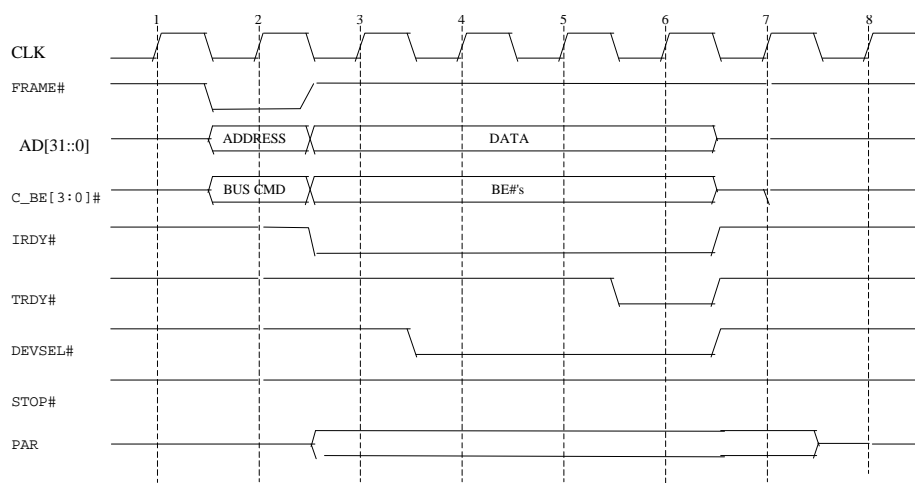 1 2 3 4 5 6 7 8
CLK
FRAME#
AD[31::0] ADDRESS DATA
C_BE[3:0]# BUS CMD BE#'s
IRDY#
TRDY#
DEVSEL#
STOP#
PAR